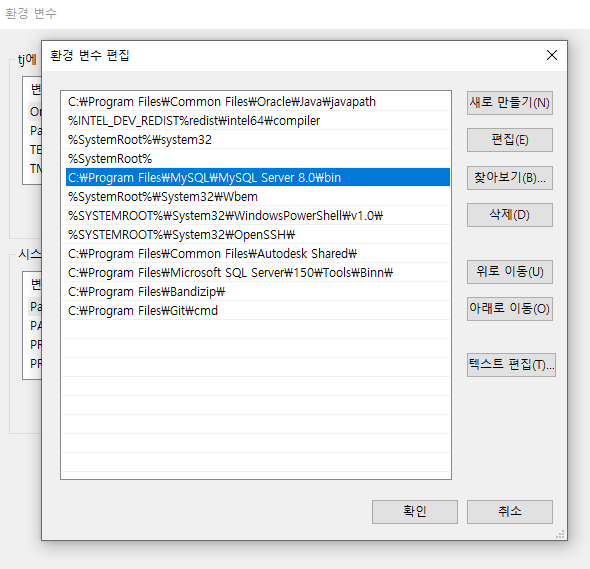 환경 변수
환경 변수 편집
tj에
변
On
Pa
TE
TN
시스
변
Pa
PA
PR
PR
C:₩Program Files₩Common Files₩Oracle₩Java₩javapath
%INTEL_DEV_REDIST%redist₩intel64₩compiler
%SystemRoot%₩system32
%SystemRoot%
C:₩Program Files₩MySQL₩MySQL Server 8.0₩bin
%SystemRoot%₩System32₩Wbem
%SYSTEMROOT%₩System32₩WindowsPowerShell₩v1.0₩
%SYSTEMROOT%₩System32₩OpenSSH₩
C:₩Program Files₩Common Files₩Autodesk Shared₩
C:₩Program Files₩Microsoft SQL Server₩150₩Tools₩Binn₩
C:₩Program Files₩Bandizip₩
C:₩Program Files₩Git₩cmd
새로 만들기(N)
편집(E)
찾아보기(B)...
삭제(D)
위로 이동(U)
아래로 이동(O)
텍스트 편집(T)...
확인
취소